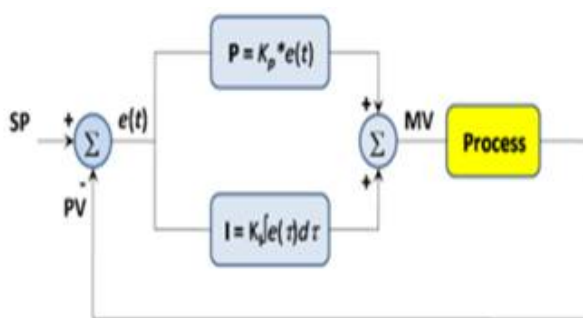 P = Kp*e(t)
SP
+
Σ
-
e(t)
PV
+
Σ
+
MV
Process
I = Ki∫e(τ)dτ